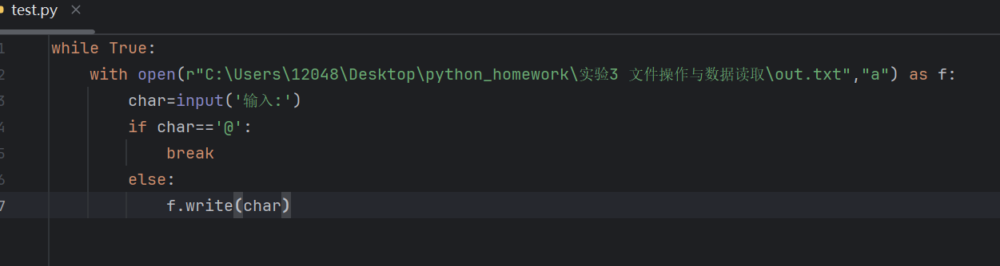 test.py
1 while True:
2     with open(r"C:\Users\12048\Desktop\python_homework\实验3 文件操作与数据读取\out.txt","a") as f:
3         char=input('输入:')
4         if char=='@':
5             break
6         else:
7             f.write(char)